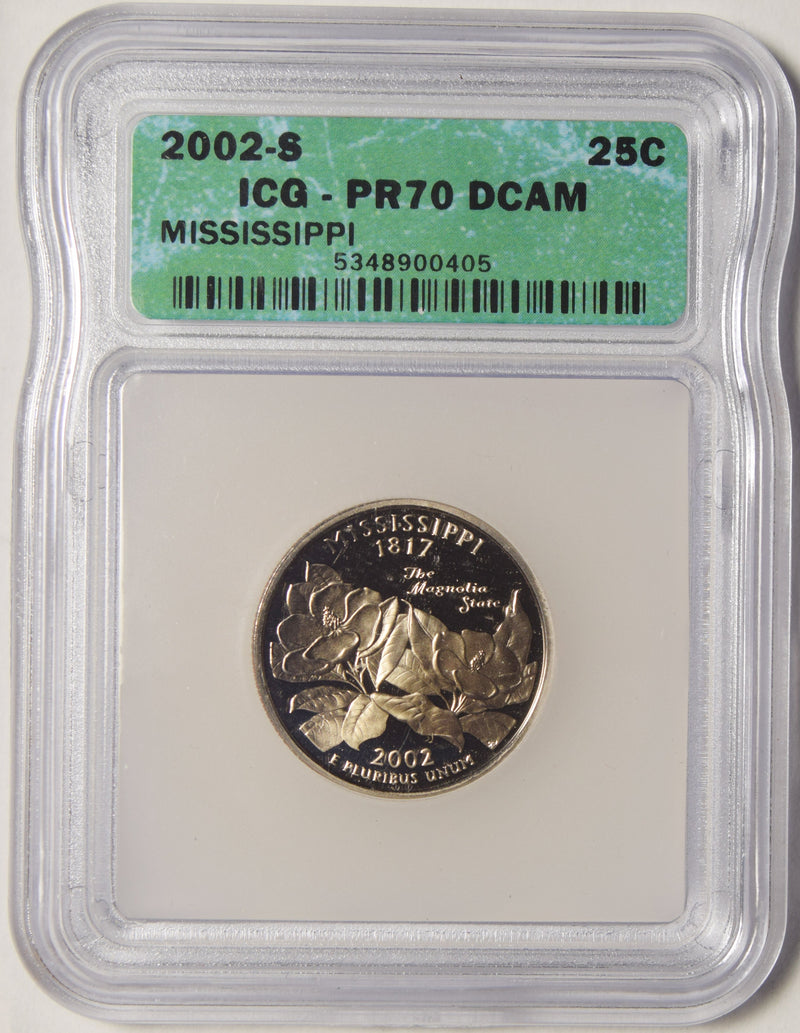 2002-S 25C
ICG - PR70 DCAM
MISSISSIPPI
5348900405
MISSISSIPPI
1817
The
Magnolia
State
2002
E PLURIBUS UNUM